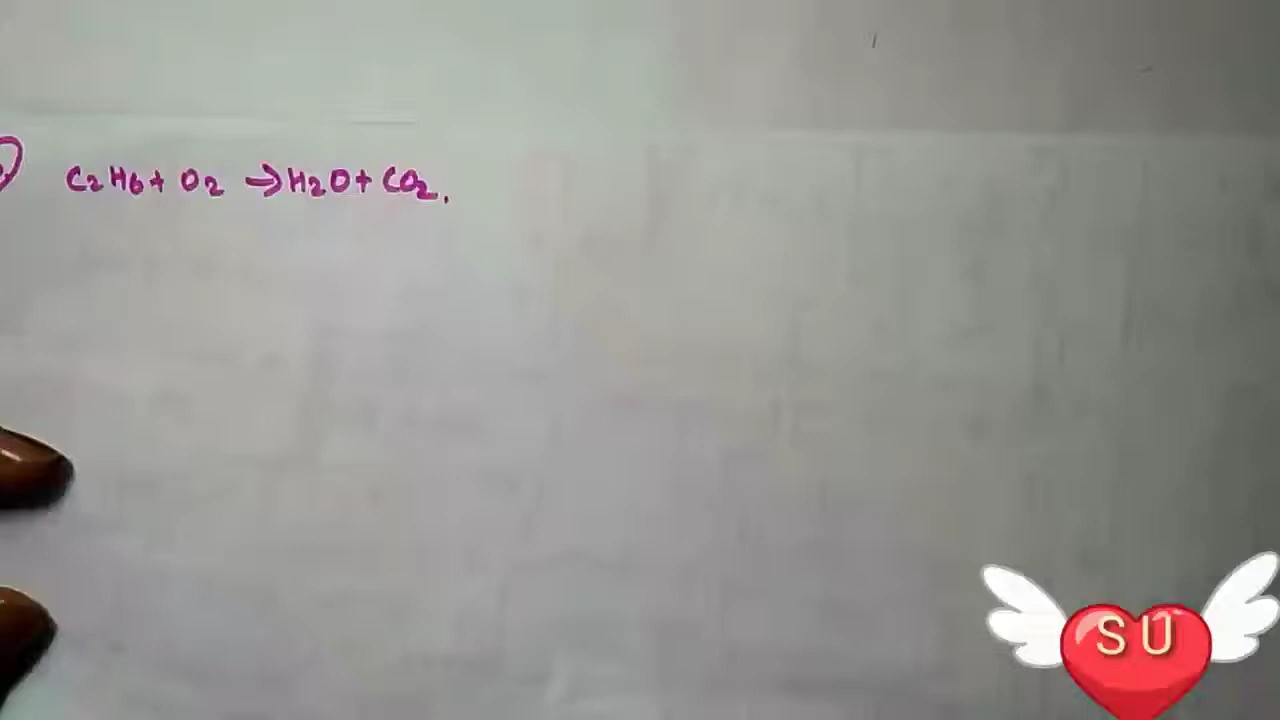 C2H6 + O2 → H2O + CO2.
SU